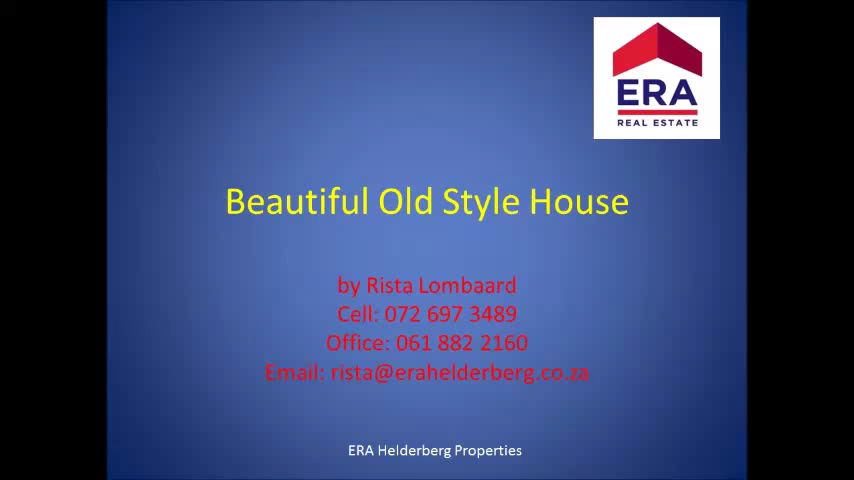 ERA
REAL ESTATE
Beautiful Old Style House
by Rista Lombaard
Cell: 072 697 3489
Office: 061 882 2160
Email: rista@erahelderberg.co.za
ERA Helderberg Properties